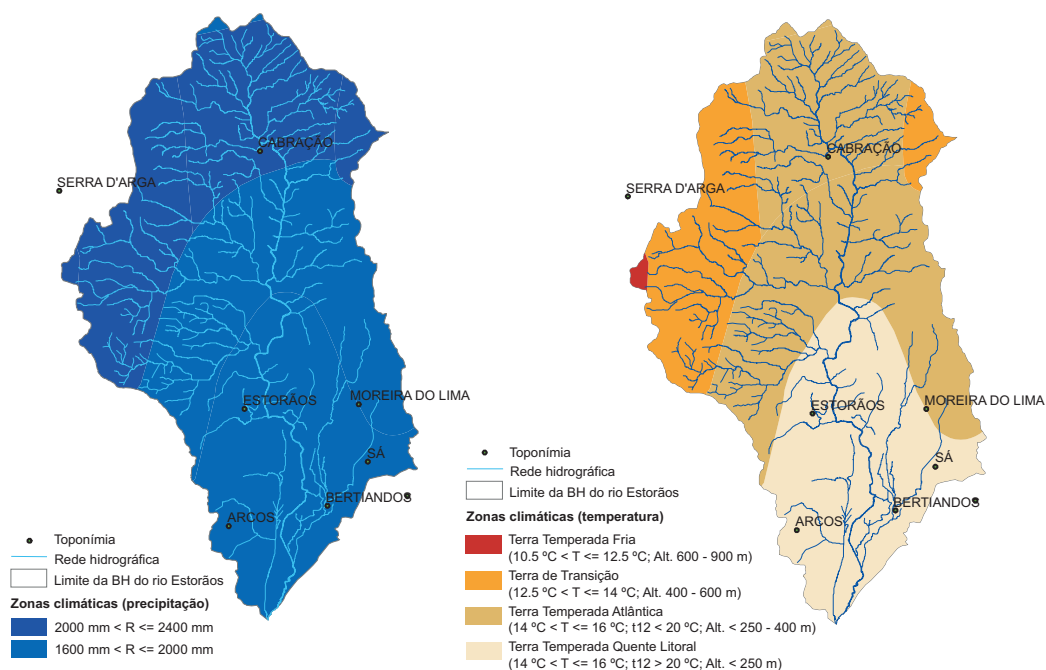 CABRAÇÃO
SERRA D'ARGA
MOREIRA DO LIMA
ESTORÃOS
SÁ
BERTIANDOS
ARCOS
Toponímia
Rede hidrográfica
Limite da BH do rio Estorãos
Zonas climáticas (precipitação)
2000 mm < R <= 2400 mm
1600 mm < R <= 2000 mm
CABRAÇÃO
SERRA D'ARGA
MOREIRA DO LIMA
ESTORÃOS
SÁ
BERTIANDOS
ARCOS
Toponímia
Rede hidrográfica
Limite da BH do rio Estorãos
Zonas climáticas (temperatura)
Terra Temperada Fria
(10.5 ºC < T <= 12.5 ºC; Alt. 600 - 900 m)
Terra de Transição
(12.5 ºC < T <= 14 ºC; Alt. 400 - 600 m)
Terra Temperada Atlântica
(14 ºC < T <= 16 ºC; t12 < 20 ºC; Alt. < 250 - 400 m)
Terra Temperada Quente Litoral
(14 ºC < T <= 16 ºC; t12 > 20 ºC; Alt. < 250 m)